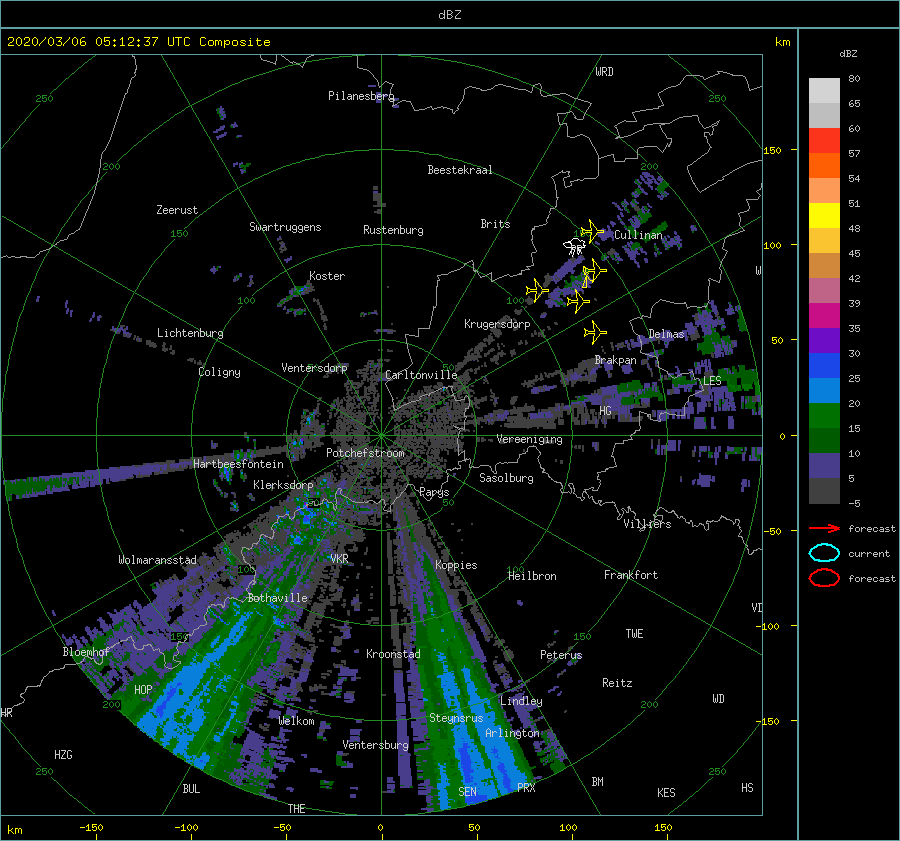 dBZ
2020/03/06 05:12:37 UTC Composite
km
dBZ
80
65
60
57
54
51
48
45
42
39
35
30
25
20
15
10
5
-5
forecast
current
forecast
WRD
250
Pilanesberg
250
150
200
Beestekraal
200
Zeerust
Swartruggens
Rustenburg
Brits
150
Cullinan
100
W
Koster
100
100
Lichtenburg
Krugersdorp
Delmas
50
Coligny
Ventersdorp
Carltonville
Brakpan
LES
HG
Vereeniging
0
Potchefstroom
Hartbeesfontein
Klerksdorp
Parys
Sasolburg
50
50
Villiers
-50
Wolmaransstad
VKR
Koppies
100
100
Heilbron
Frankfort
Bothaville
VD
-100
150
150
TWE
Bloemhof
Kroonstad
Peterus
HOP
Reitz
200
Lindley
200
WD
HR
Welkom
Steynsrus
Arlington
-150
Ventersburg
HZG
250
250
BUL
SEN
PRX
BM
KES
HS
THE
km
-150
-100
-50
0
50
100
150